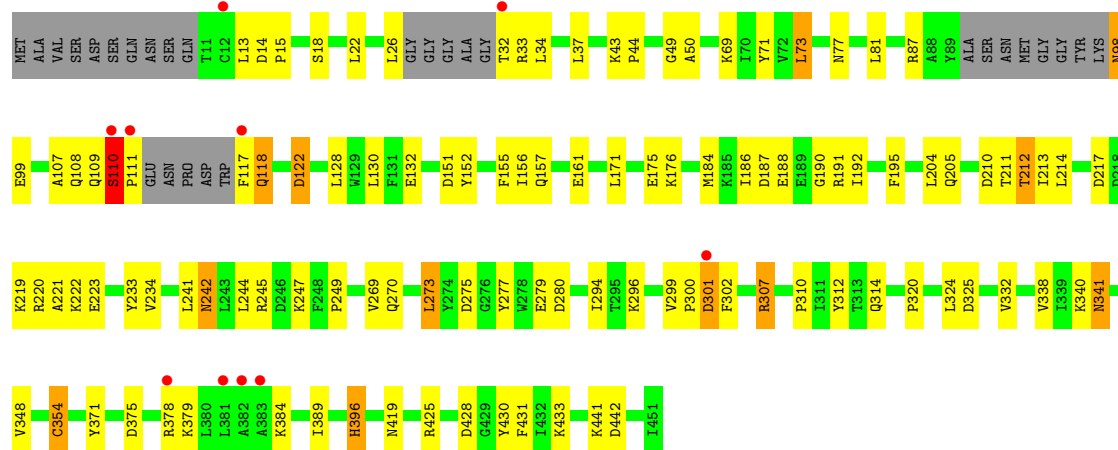 MET ALA VAL SER ASP SER GLN ASN SER GLN T11 C12 L13 D14 P15 S18 L22 L26 GLY GLY GLY ALA GLY T32 R33 L34 L37 K43 P44 G49 A50 K69 I70 Y71 V72 L73 N77 L81 R87 A88 Y89 ALA SER ASN MET GLY GLY TYR LYS N98
E99 A107 Q108 Q109 S110 P111 GLU ASN PRO ASP TRP F117 Q118 D122 L128 W129 L130 F131 E132 D151 Y152 F155 I156 Q157 E161 L171 E175 K176 M184 K185 I186 D187 E188 E189 G190 R191 I192 F195 L204 Q205 D210 T211 T212 I213 L214 D217 D218
K219 R220 A221 K222 E223 Y233 V234 L241 N242 L243 L244 R245 D246 K247 F248 P249 V269 Q270 L273 Y274 D275 G276 Y277 W278 E279 D280 I294 T295 K296 V299 P300 D301 F302 R307 P310 I311 Y312 T313 Q314 P320 L324 D325 V332 V338 I339 K340 N341
V348 C354 Y371 D375 R378 K379 L380 L381 A382 A383 K384 I389 H396 N419 R425 D428 G429 Y430 F431 I432 K433 K441 D442 I451